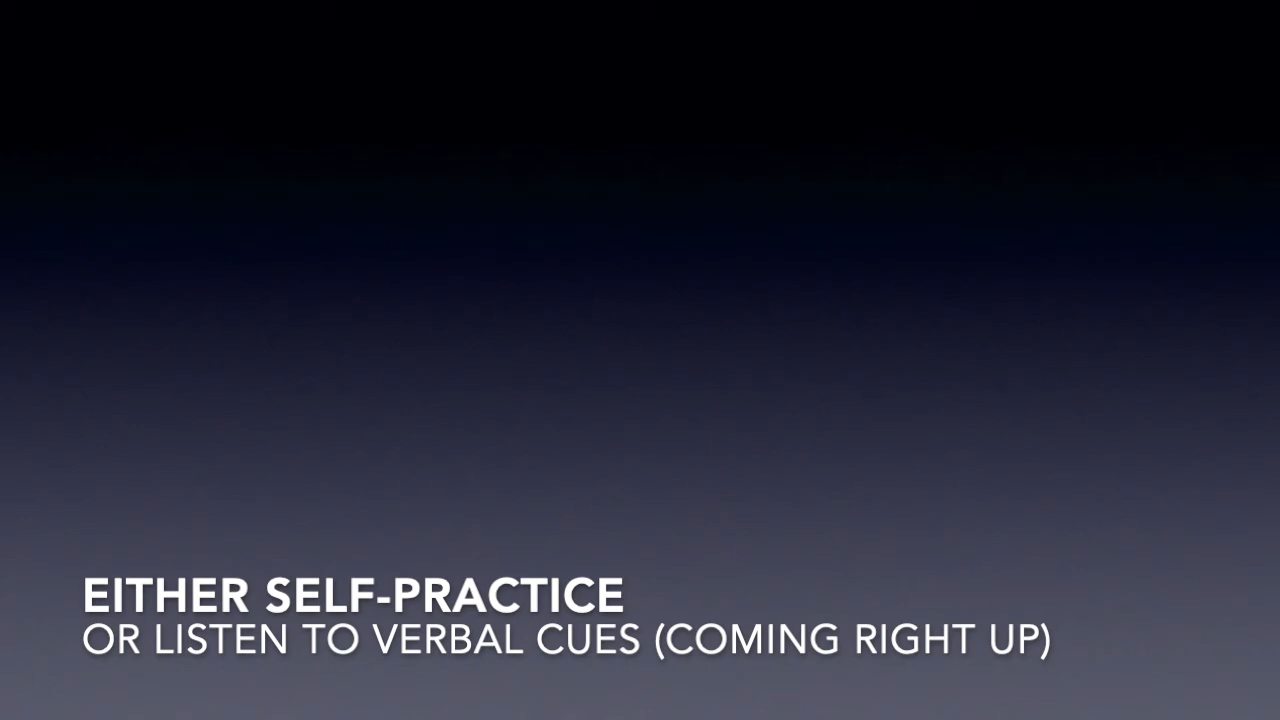 EITHER SELF-PRACTICE
OR LISTEN TO VERBAL CUES (COMING RIGHT UP)